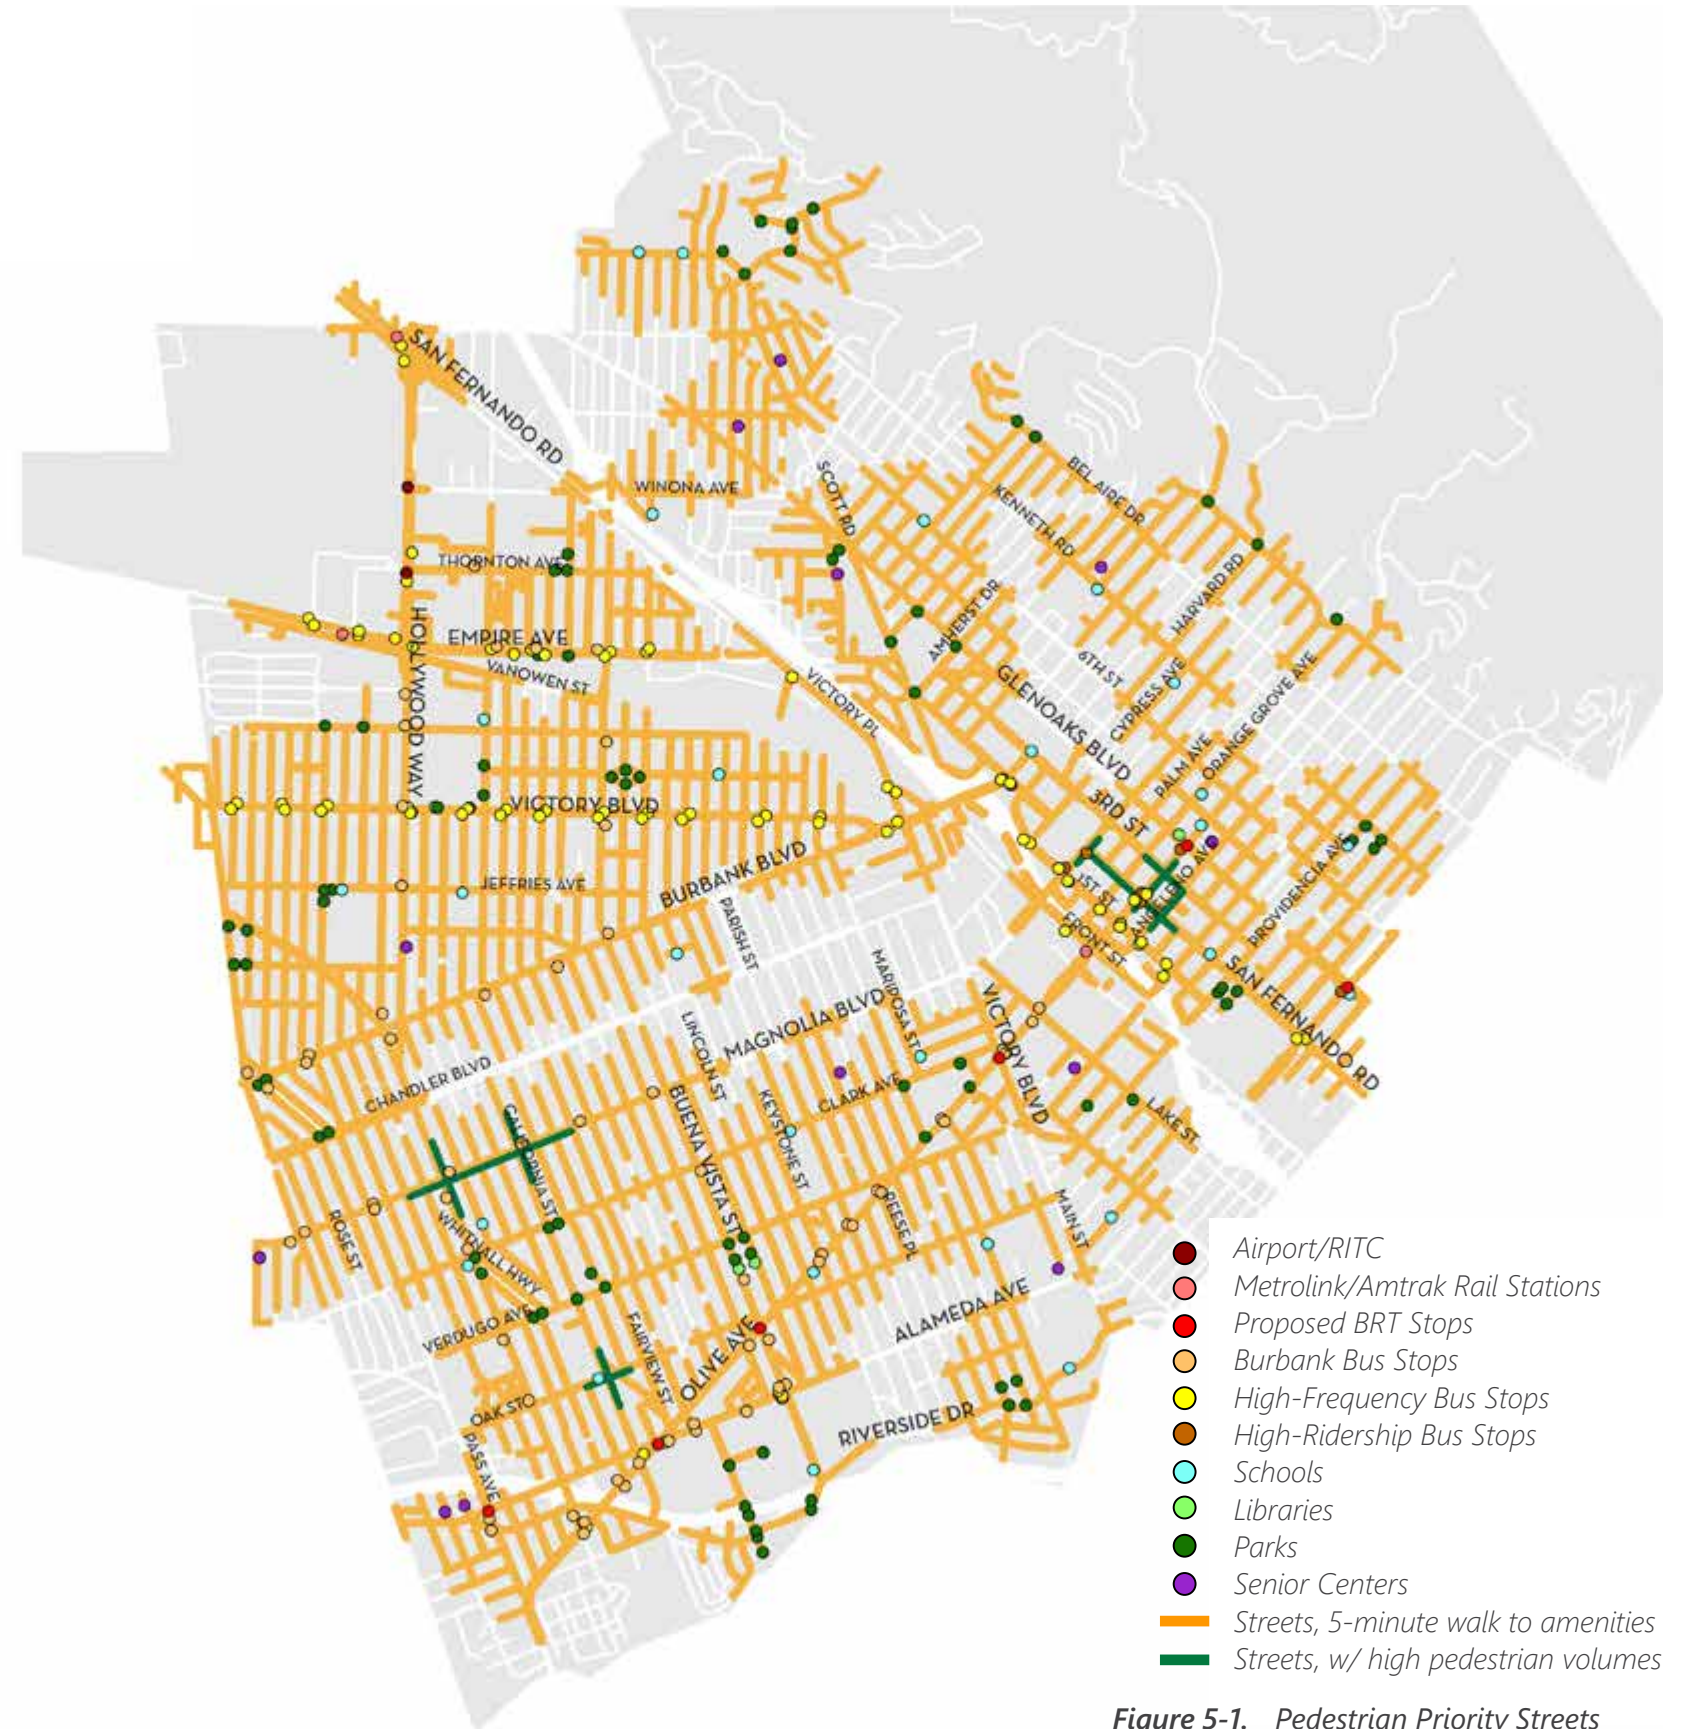 SAN FERNANDO RD
WINONA AVE
SCOTT RD
BEL AIRE DR
KENNETH RD
THORNTON AVE
HARVARD RD
AMHERST DR
HOLLYWOOD WAY
EMPIRE AVE
VANOWEN ST
6TH ST
CYPRESS AVE
ORANGE GROVE AVE
VICTORY PL
GLENOAKS BLVD
PALM AVE
VICTORY BLVD
3RD ST
BURBANK BLVD
JEFFRIES AVE
1ST ST
ANGELENO AVE
PROVIDENCIA AVE
PARISH ST
FRONT ST
MARIPOSA ST
SAN FERNANDO RD
MAGNOLIA BLVD
VICTORY BLVD
LINCOLN ST
CHANDLER BLVD
BUENA VISTA ST
KEYSTONE ST
CLARK AVE
LAKE ST
CALIFORNIA ST
ROSE ST
WHITNALL HWY
REESE PL
MAIN ST
VERDUGO AVE
FAIRVIEW ST
OLIVE AVE
ALAMEDA AVE
OAK ST
RIVERSIDE DR
PASS AVE
Airport/RITC
Metrolink/Amtrak Rail Stations
Proposed BRT Stops
Burbank Bus Stops
High-Frequency Bus Stops
High-Ridership Bus Stops
Schools
Libraries
Parks
Senior Centers
Streets, 5-minute walk to amenities
Streets, w/ high pedestrian volumes
Figure 5-1. Pedestrian Priority Streets